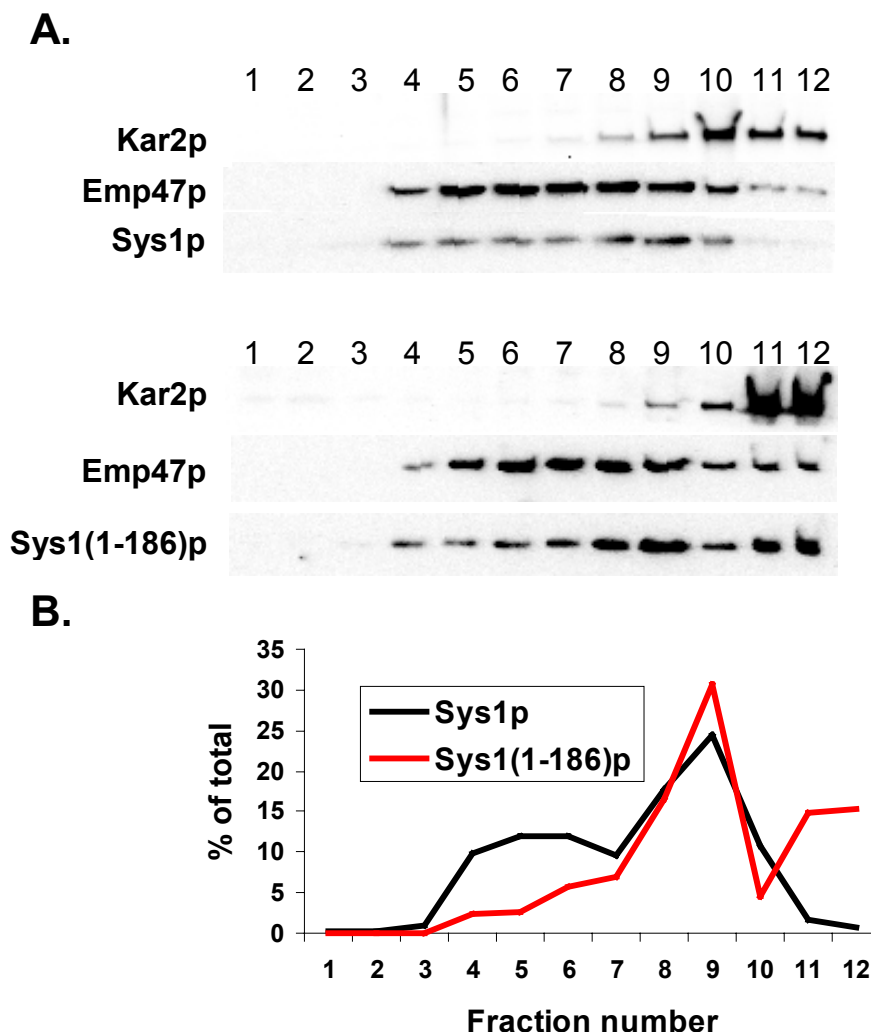 A.
1 2 3 4 5 6 7 8 9 10 11 12
Kar2p
Emp47p
Sys1p
1 2 3 4 5 6 7 8 9 10 11 12
Kar2p
Emp47p
Sys1(1-186)p
B.
35
30
25
20
15
10
5
0
% of total
Sys1p
Sys1(1-186)p
1 2 3 4 5 6 7 8 9 10 11 12
Fraction number